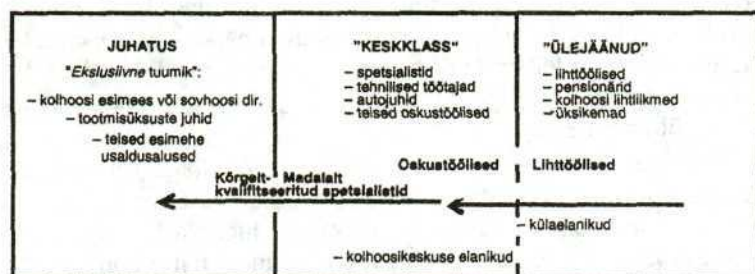 JUHATUS
"Ekslusiivne tuumik":
– kolhoosi esimees või sovhoosi dir.
– tootmisüksuste juhid
– teised esimehe
usaldusalused
"KESKKLASS"
– spetsialistid
– tehnilised töötajad
– autojuhid
– teised oskustöölised
"ÜLEJÄÄNUD"
– lihttöölised
– pensionärid
– kolhoosi lihtliikmed
– üksikemad
Oskustöölised
Lihttöölised
Kõrgelt- Madalalt
kvalifitseeritud spetsialistid
– külaelanikud
– kolhoosikeskuse elanikud